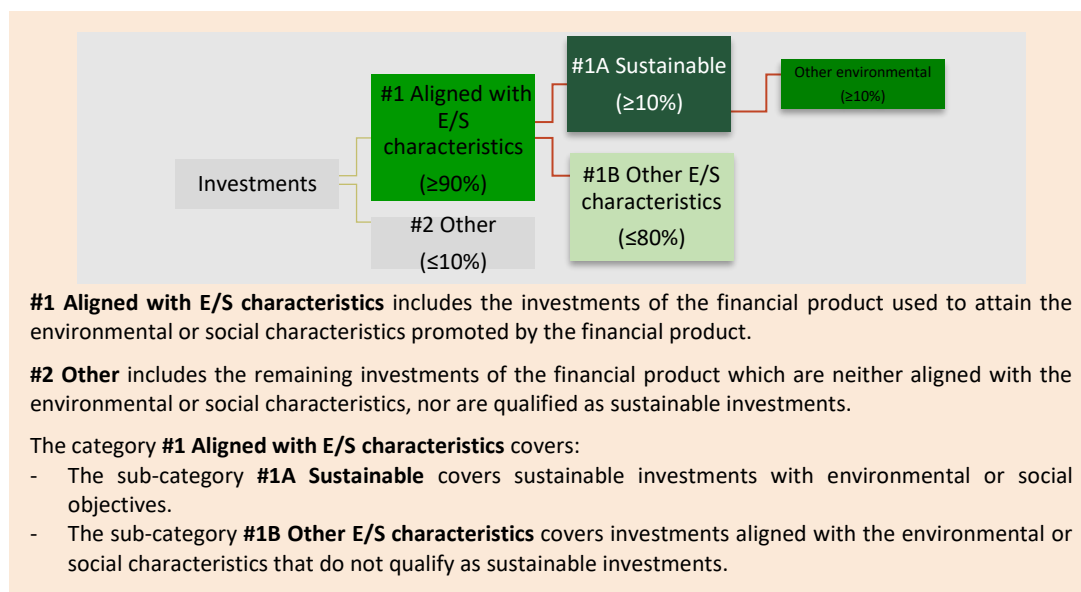 Investments
#1 Aligned with
E/S
characteristics
(≥90%)
#2 Other
(≤10%)
#1A Sustainable
(≥10%)
#1B Other E/S
characteristics
(≤80%)
Other environmental
(≥10%)
#1 Aligned with E/S characteristics includes the investments of the financial product used to attain the
environmental or social characteristics promoted by the financial product.
#2 Other includes the remaining investments of the financial product which are neither aligned with the
environmental or social characteristics, nor are qualified as sustainable investments.
The category #1 Aligned with E/S characteristics covers:
- The sub-category #1A Sustainable covers sustainable investments with environmental or social
objectives.
- The sub-category #1B Other E/S characteristics covers investments aligned with the environmental or
social characteristics that do not qualify as sustainable investments.